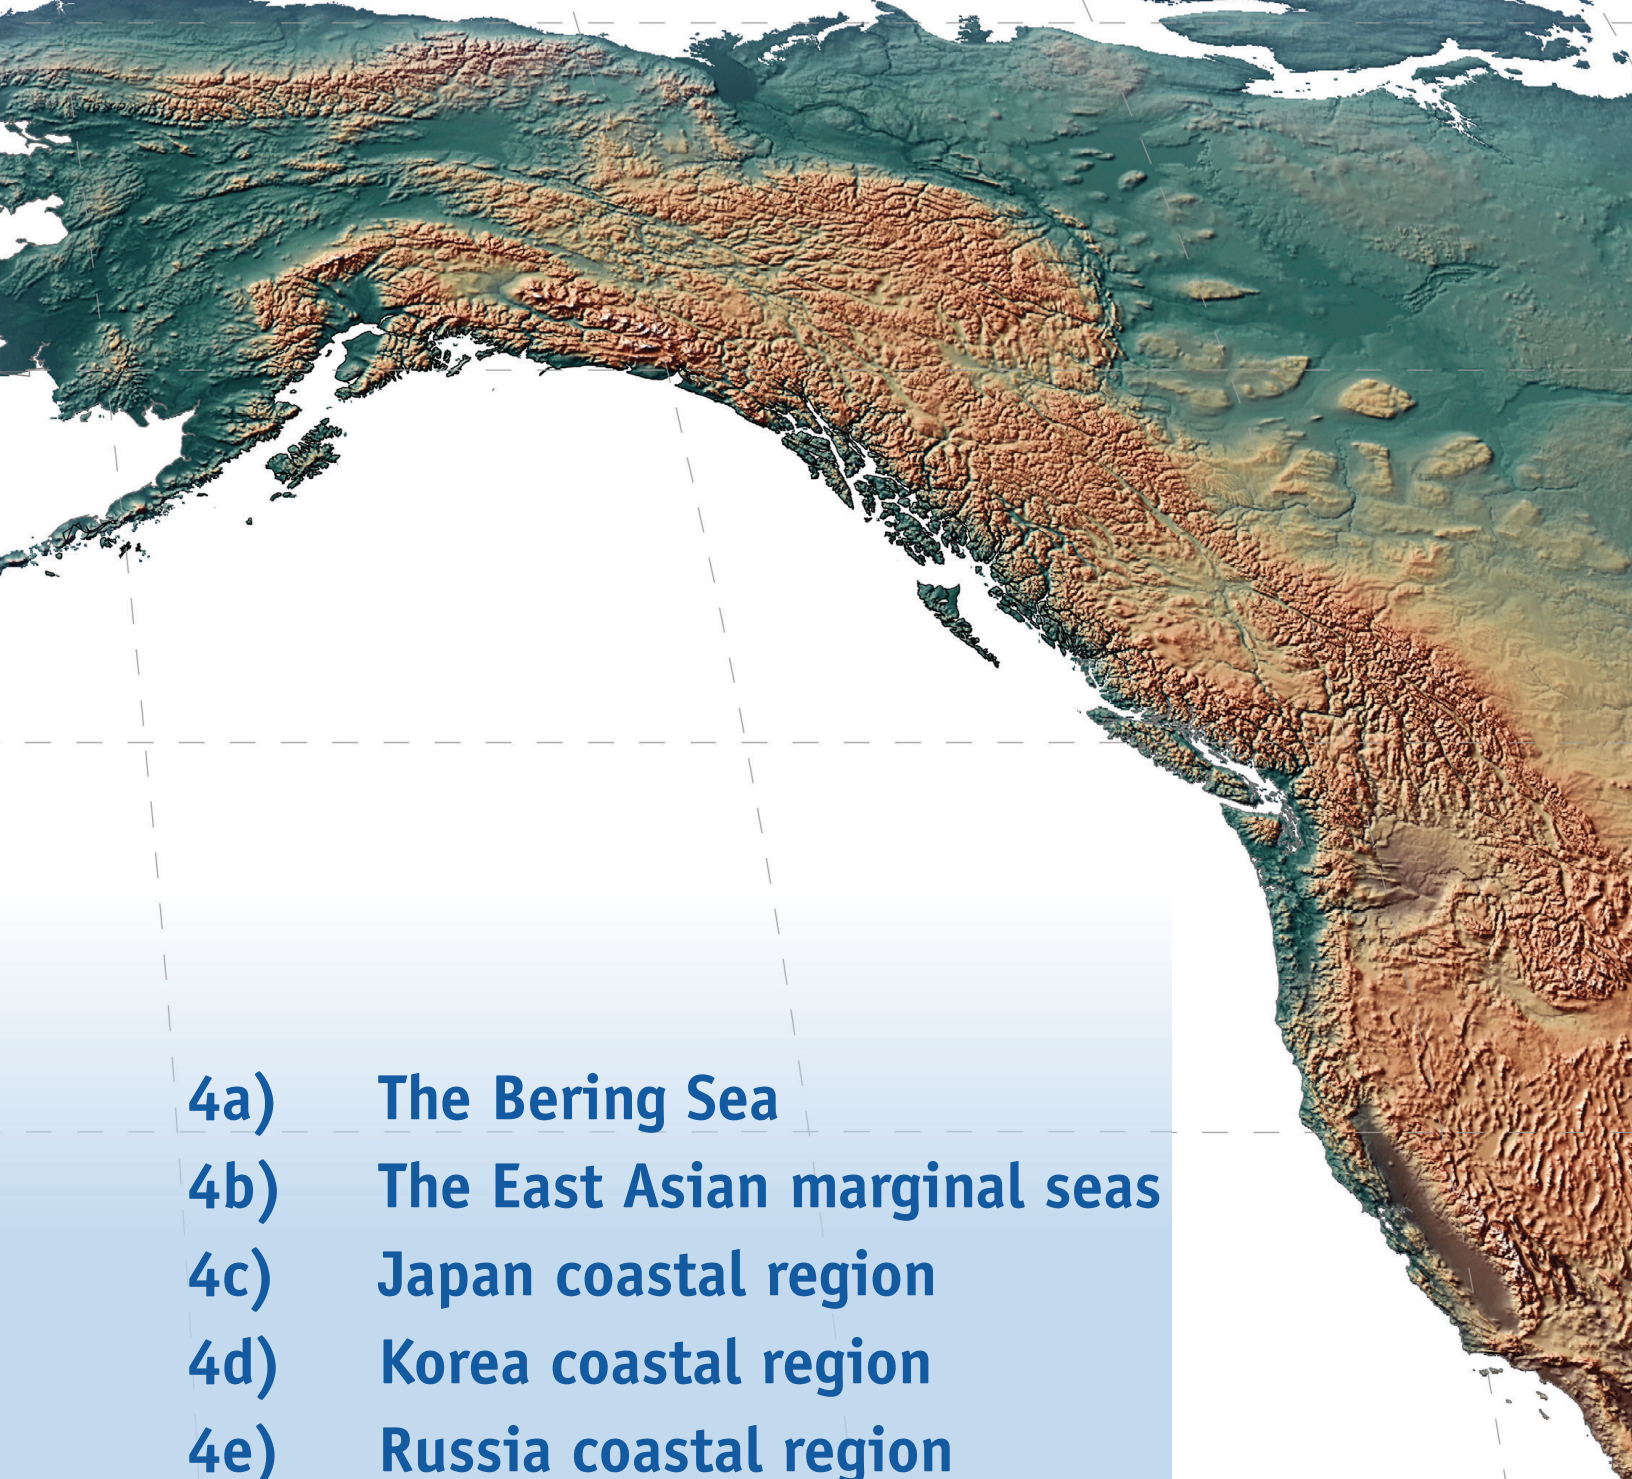 4a) The Bering Sea
4b) The East Asian marginal seas
4c) Japan coastal region
4d) Korea coastal region
4e) Russia coastal region